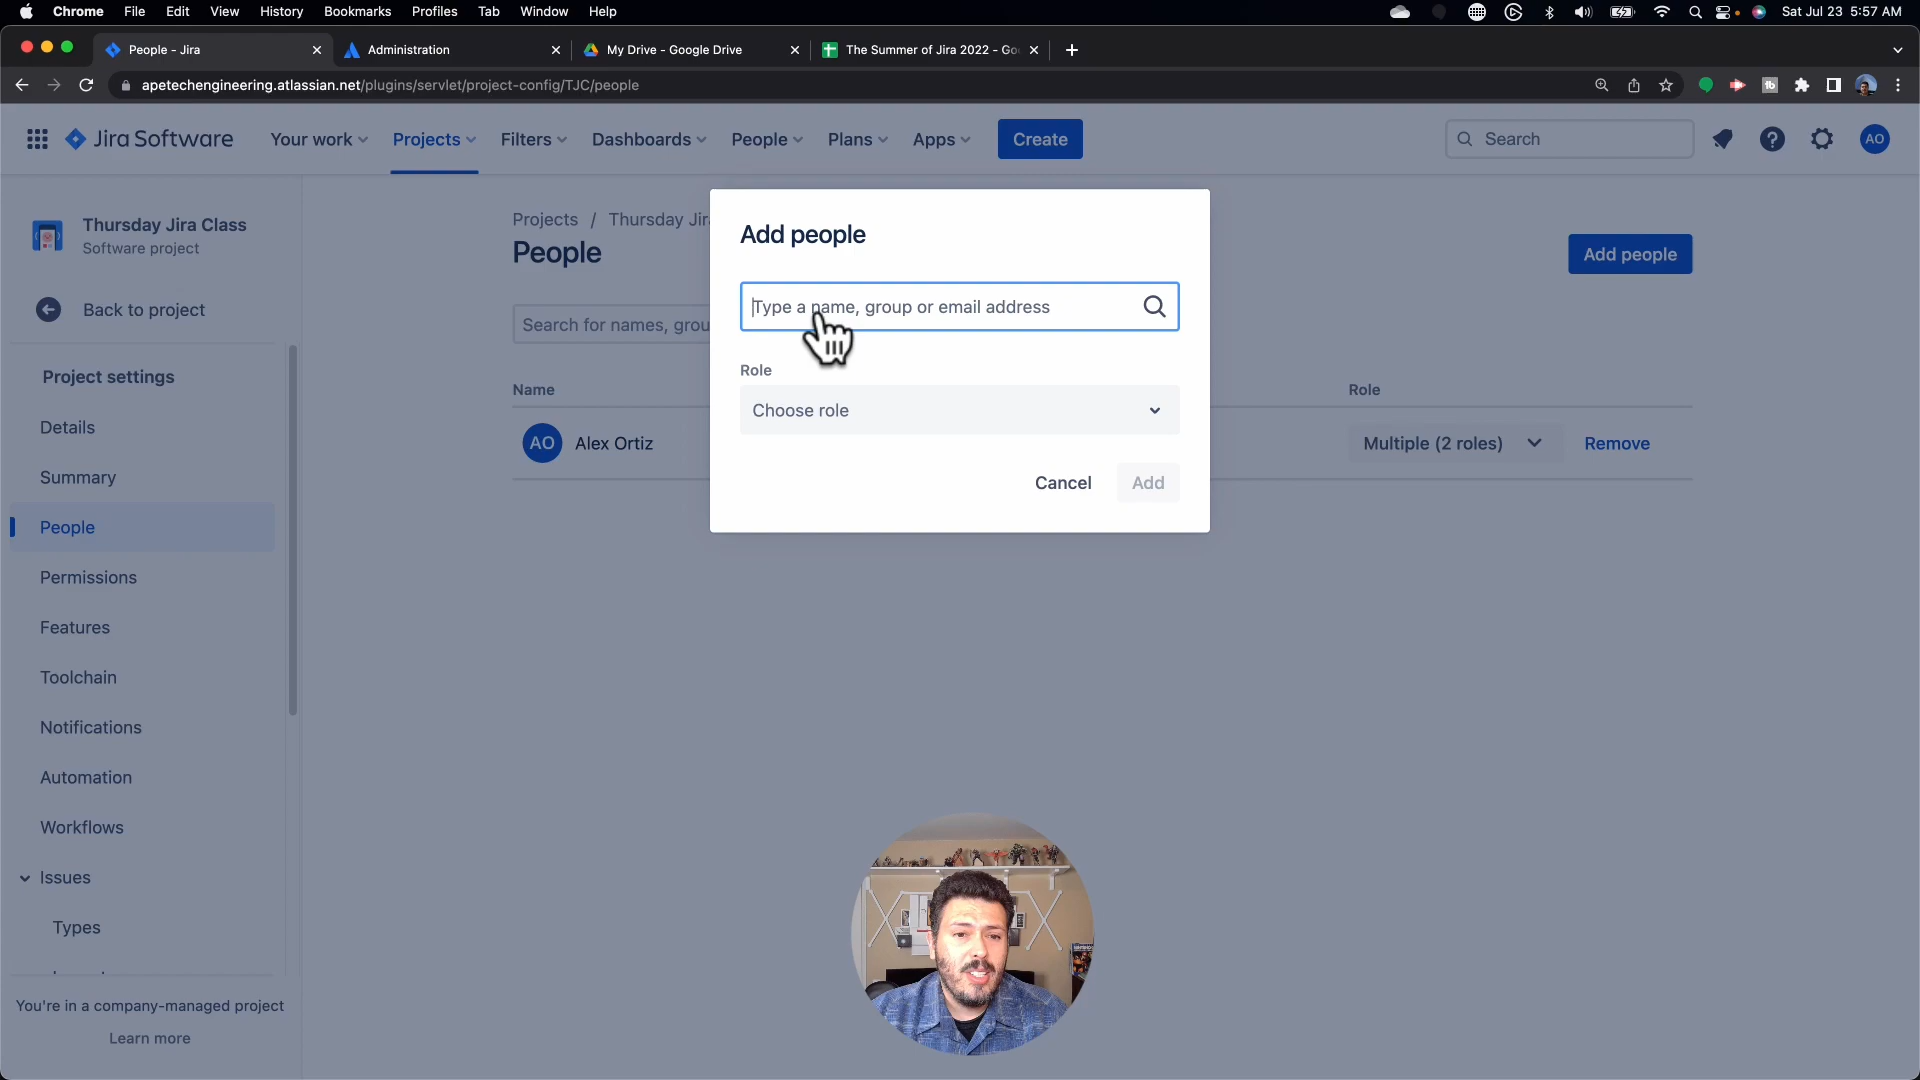 Chrome File Edit View History Bookmarks Profiles Tab Window Help Sat Jul 23 5:57 AM
People - Jira Administration My Drive - Google Drive The Summer of Jira 2022 - Go
apetechengineering.atlassian.net/plugins/servlet/project-config/TJC/people
Jira Software Your work Projects Filters Dashboards People Plans Apps Create Search AO
Thursday Jira Class
Software project
Back to project
Project settings
Details
Summary
People
Permissions
Features
Toolchain
Notifications
Automation
Workflows
Issues
Types
You're in a company-managed project
Learn more
Projects / Thursday Jir
People
Add people
Search for names, grou
Name Role
AO Alex Ortiz Multiple (2 roles) Remove
Add people
Type a name, group or email address
Role
Choose role
Cancel Add